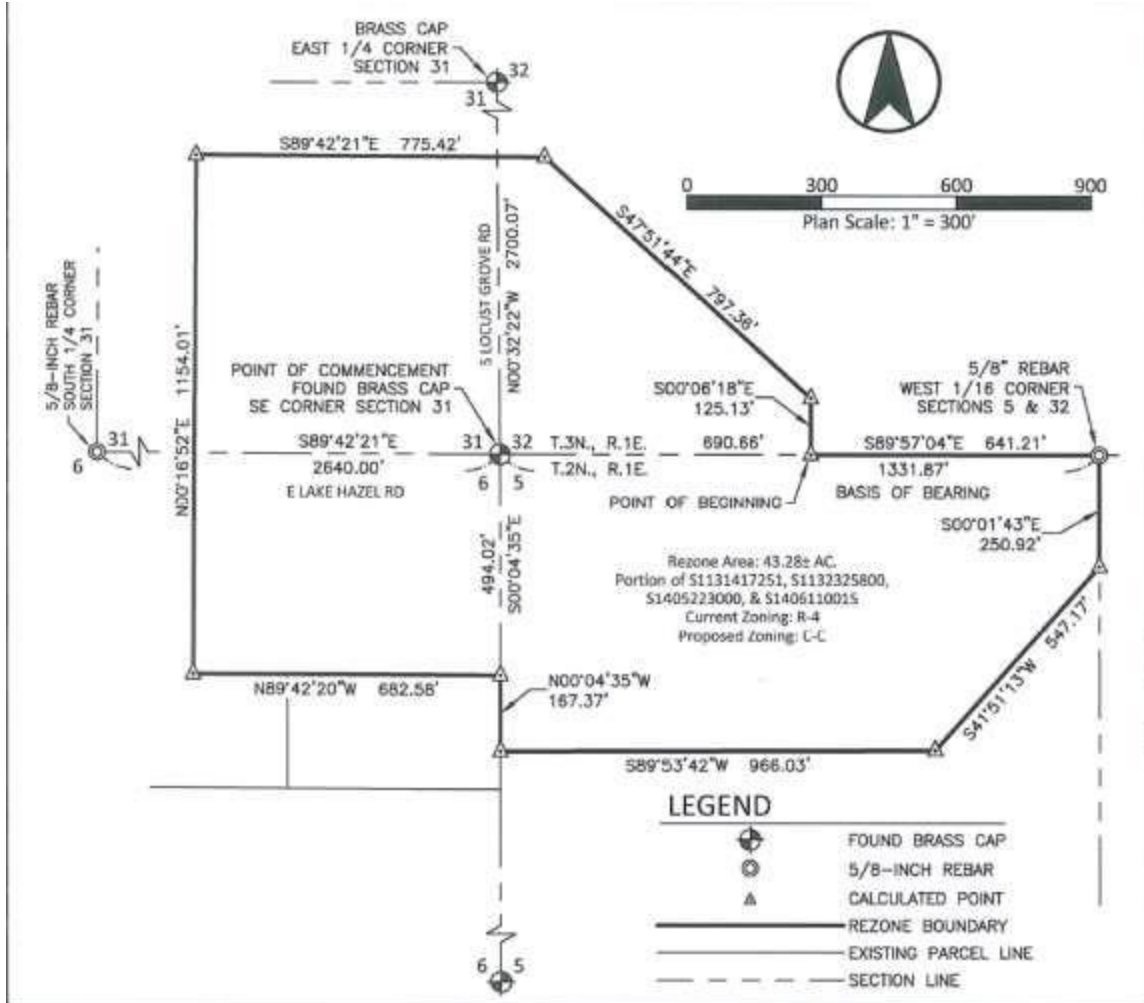 BRASS CAP
EAST 1/4 CORNER
SECTION 31
32
31
S89°42'21"E 775.42'
0 300 600 900
Plan Scale: 1" = 300'
S47°51'44"E 797.36'
S LOCUST GROVE RD
N00°32'22"W 2700.07'
5/8-INCH REBAR
SOUTH 1/4 CORNER
SECTION 31
N00°16'52"E 1154.01'
POINT OF COMMENCEMENT
FOUND BRASS CAP
SE CORNER SECTION 31
S00°06'18"E
125.13'
5/8" REBAR
WEST 1/16 CORNER
SECTIONS 5 & 32
31
6
S89°42'21"E
2640.00'
E LAKE HAZEL RD
31 32
6 5
T.3N., R.1E.
T.2N., R.1E.
690.66'
S89°57'04"E 641.21'
1331.87'
BASIS OF BEARING
POINT OF BEGINNING
S00°01'43"E
250.92'
494.02'
S00°04'35"E
Rezone Area: 43.28± AC.
Portion of S1131417251, S1132325800,
S1405223000, & S1406110015
Current Zoning: R-4
Proposed Zoning: C-C
S41°51'13"W 547.17'
N89°42'20"W 682.58'
N00°04'35"W
167.37'
S89°53'42"W 966.03'
6 5
LEGEND
FOUND BRASS CAP
5/8-INCH REBAR
CALCULATED POINT
REZONE BOUNDARY
EXISTING PARCEL LINE
SECTION LINE